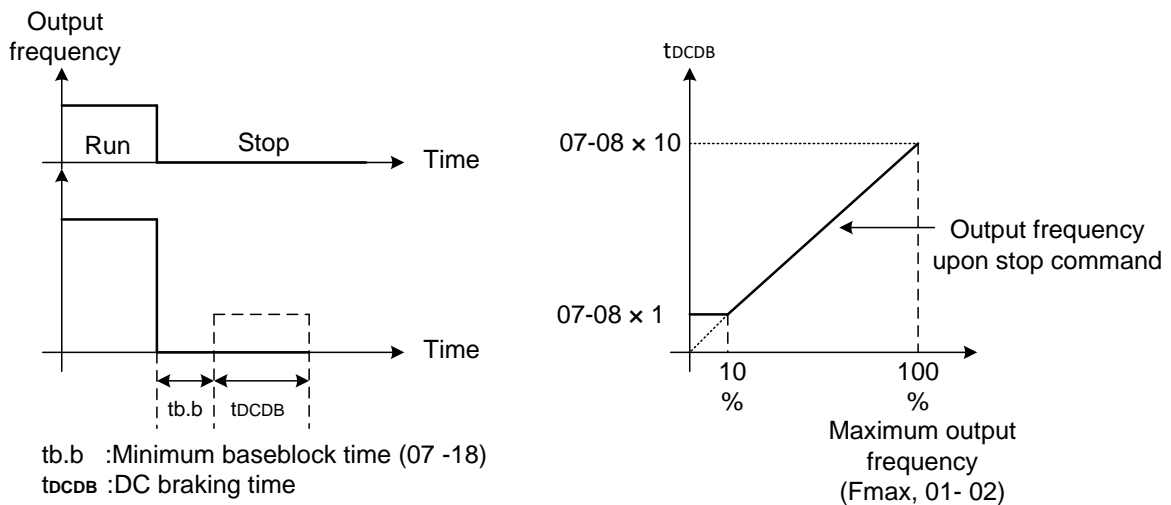 Output
frequency
Run
Stop
Time
Time
tb.b
tDCDB
tb.b :Minimum baseblock time (07 -18)
tDCDB :DC braking time
tDCDB
07-08 × 10
07-08 × 1
Output frequency
upon stop command
10
%
100
%
Maximum output
frequency
(Fmax, 01- 02)